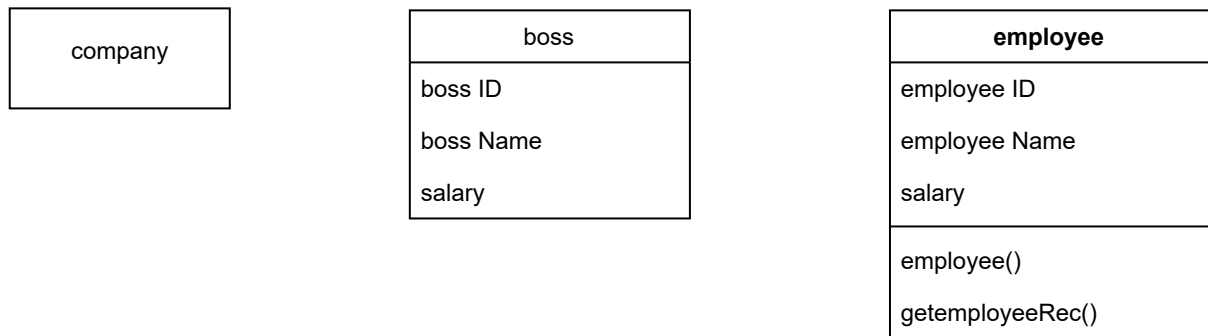 company
boss
boss ID
boss Name
salary
employee
employee ID
employee Name
salary
employee()
getemployeeRec()